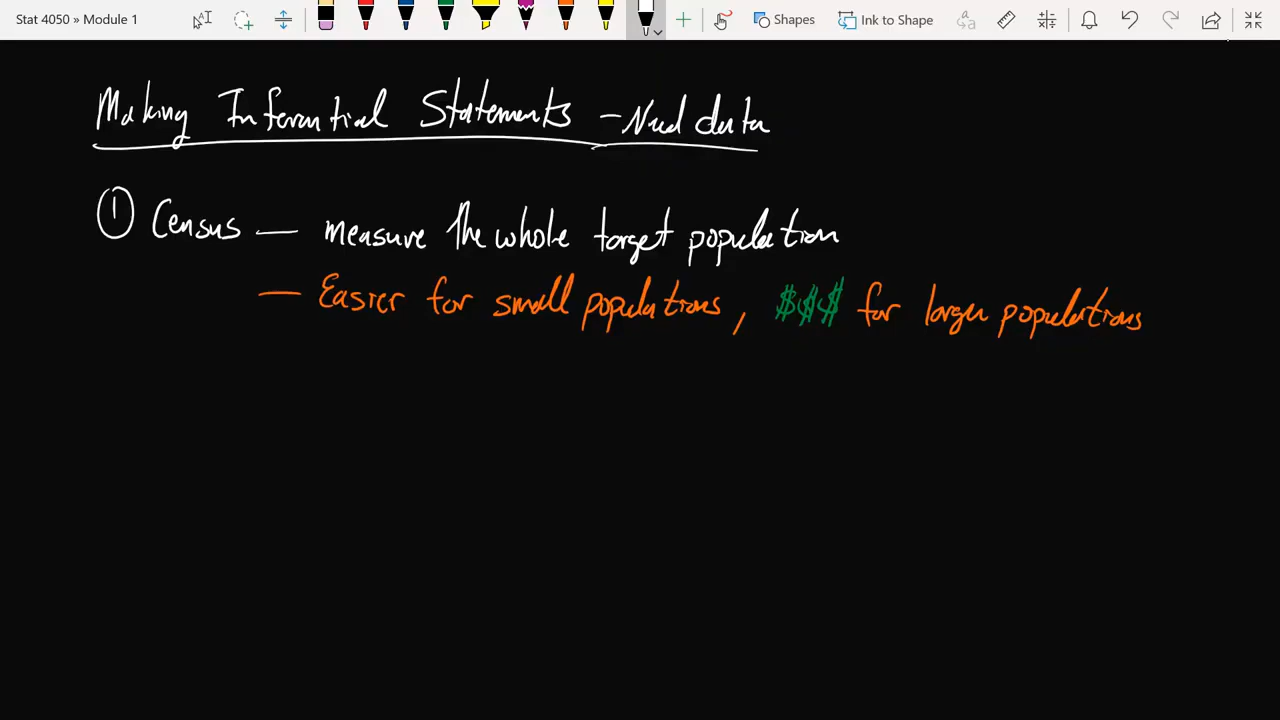 Stat 4050 » Module 1
Shapes
Ink to Shape
Making Inferential Statements - Need data
① Census — measure the whole target population
— Easier for small populations, $$$ for larger populations